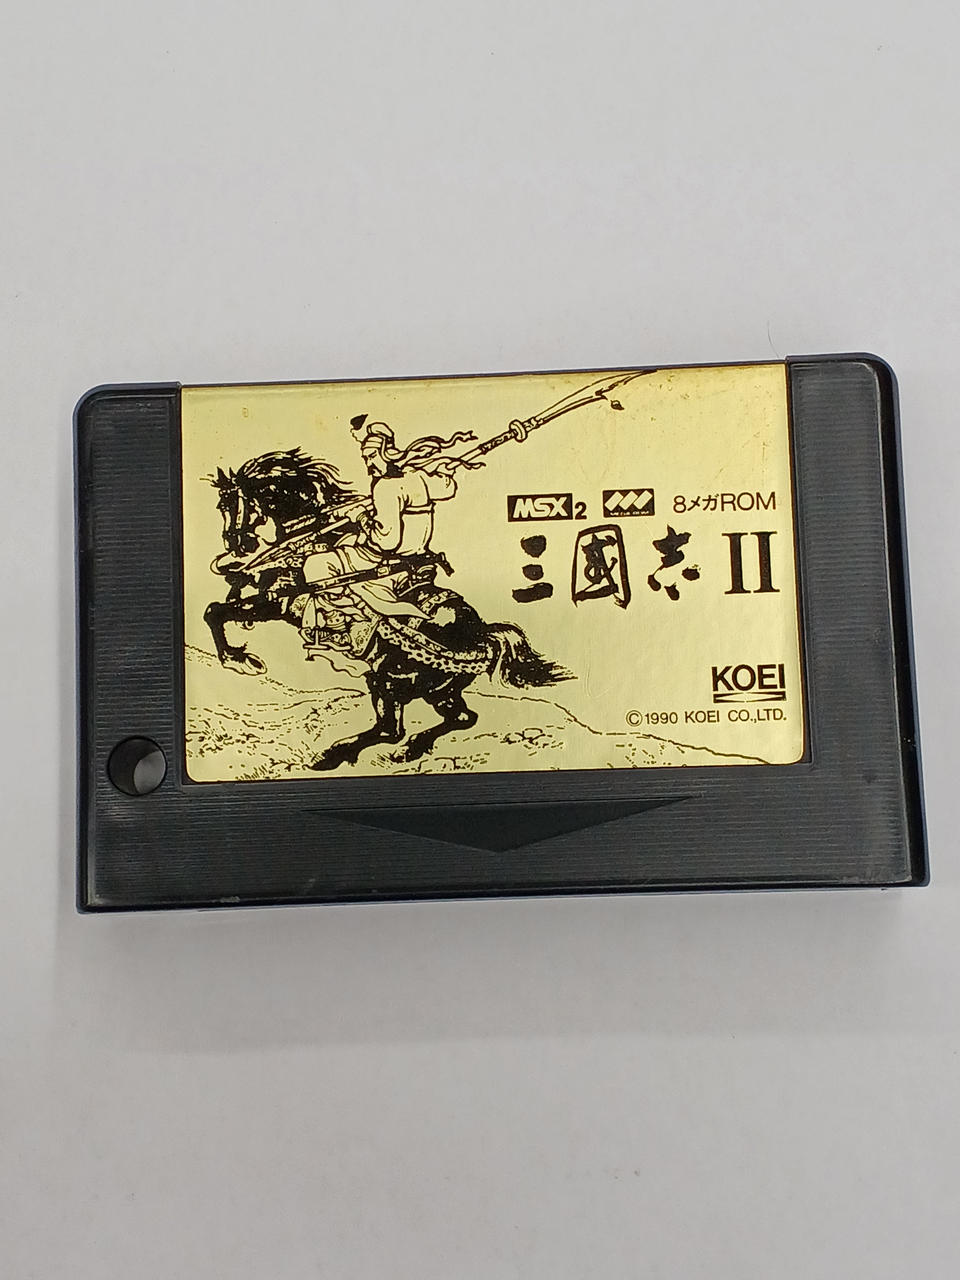 MSX2 8メガROM
三國志 II
KOEI
©1990 KOEI CO.,LTD.